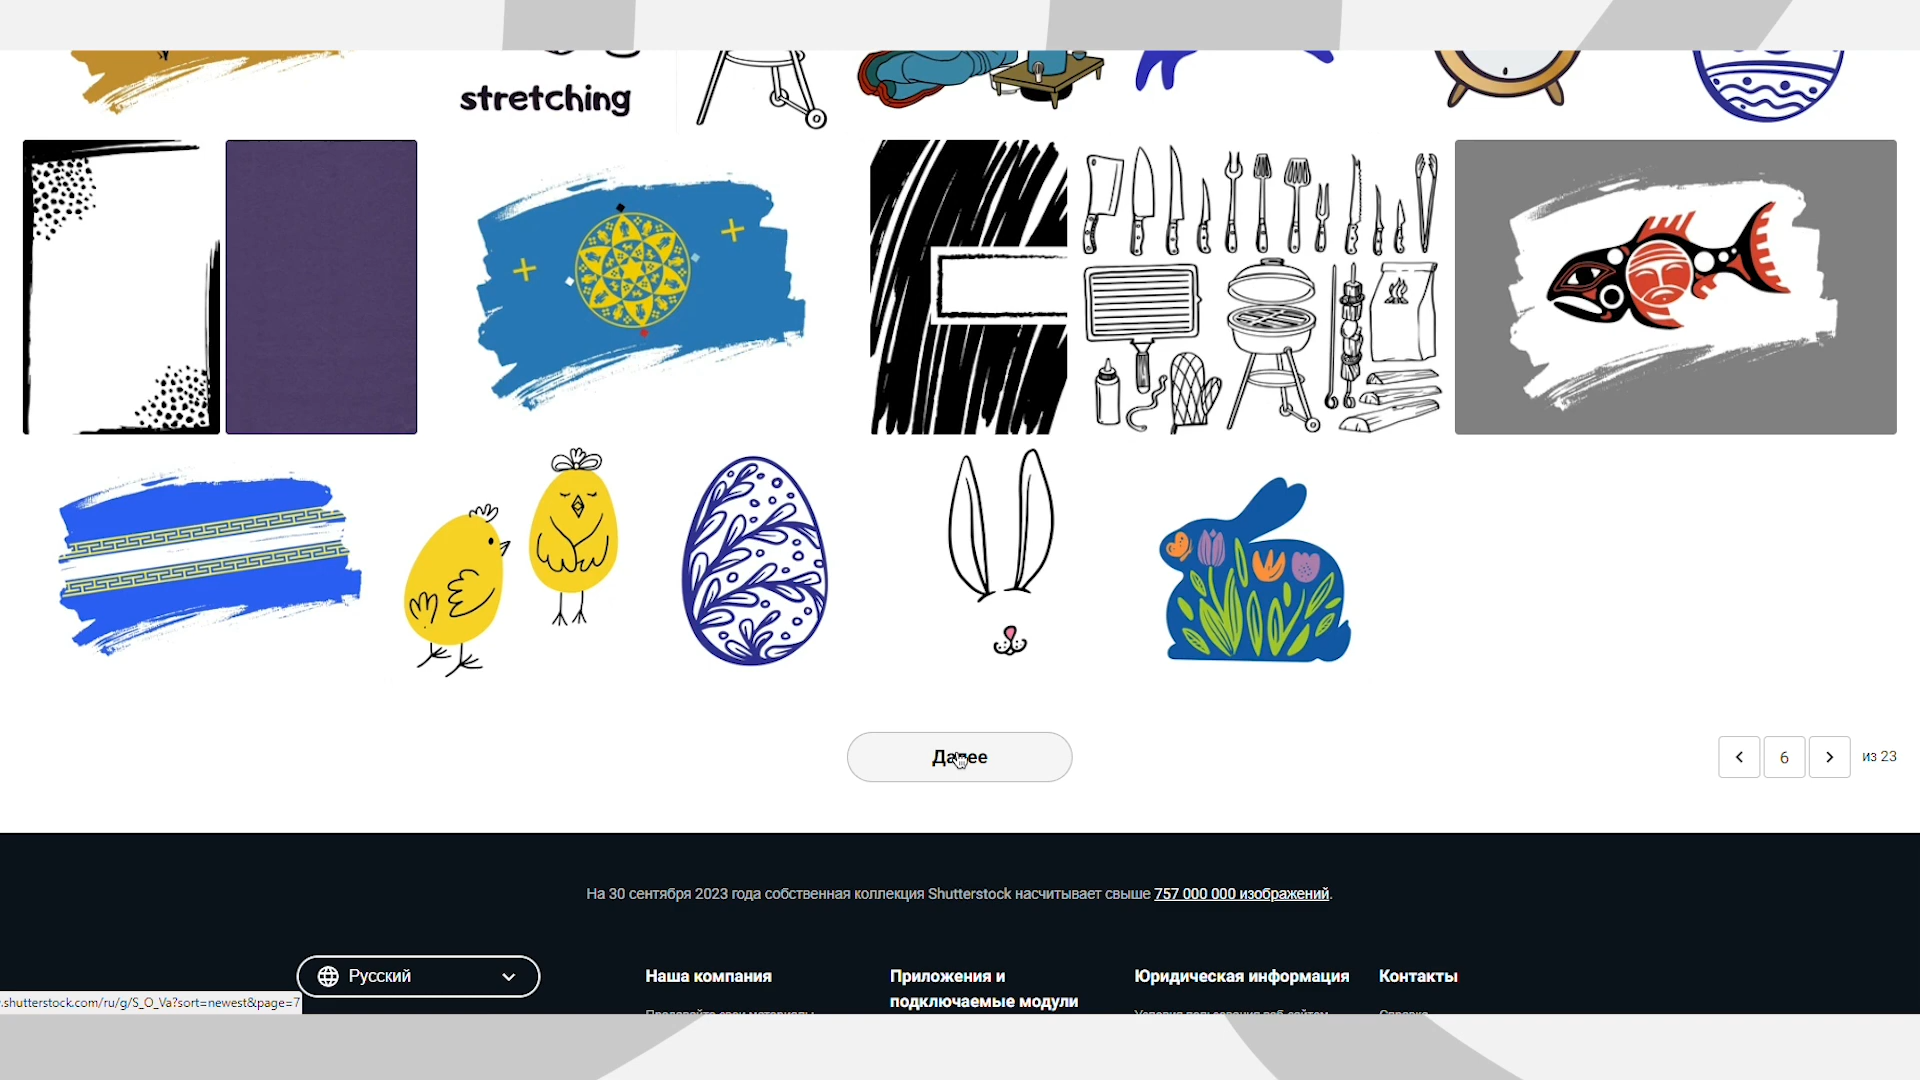 stretching
Далее
6
из 23
На 30 сентября 2023 года собственная коллекция Shutterstock насчитывает свыше 757 000 000 изображений.
Русский
Наша компания
Приложения и
подключаемые модули
Юридическая информация
Контакты
.shutterstock.com/ru/g/S_O_Va?sort=newest&page=7